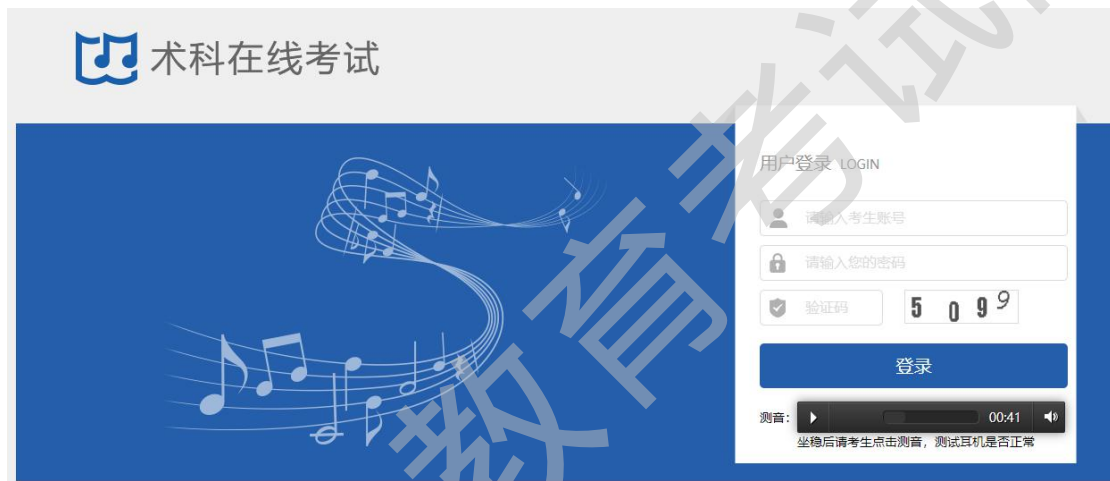 术科在线考试
用户登录 LOGIN
请输入考生账号
请输入您的密码
验证码 5 0 9 9
登录
测音: 00:41
坐稳后请考生点击测音，测试耳机是否正常
教育考试